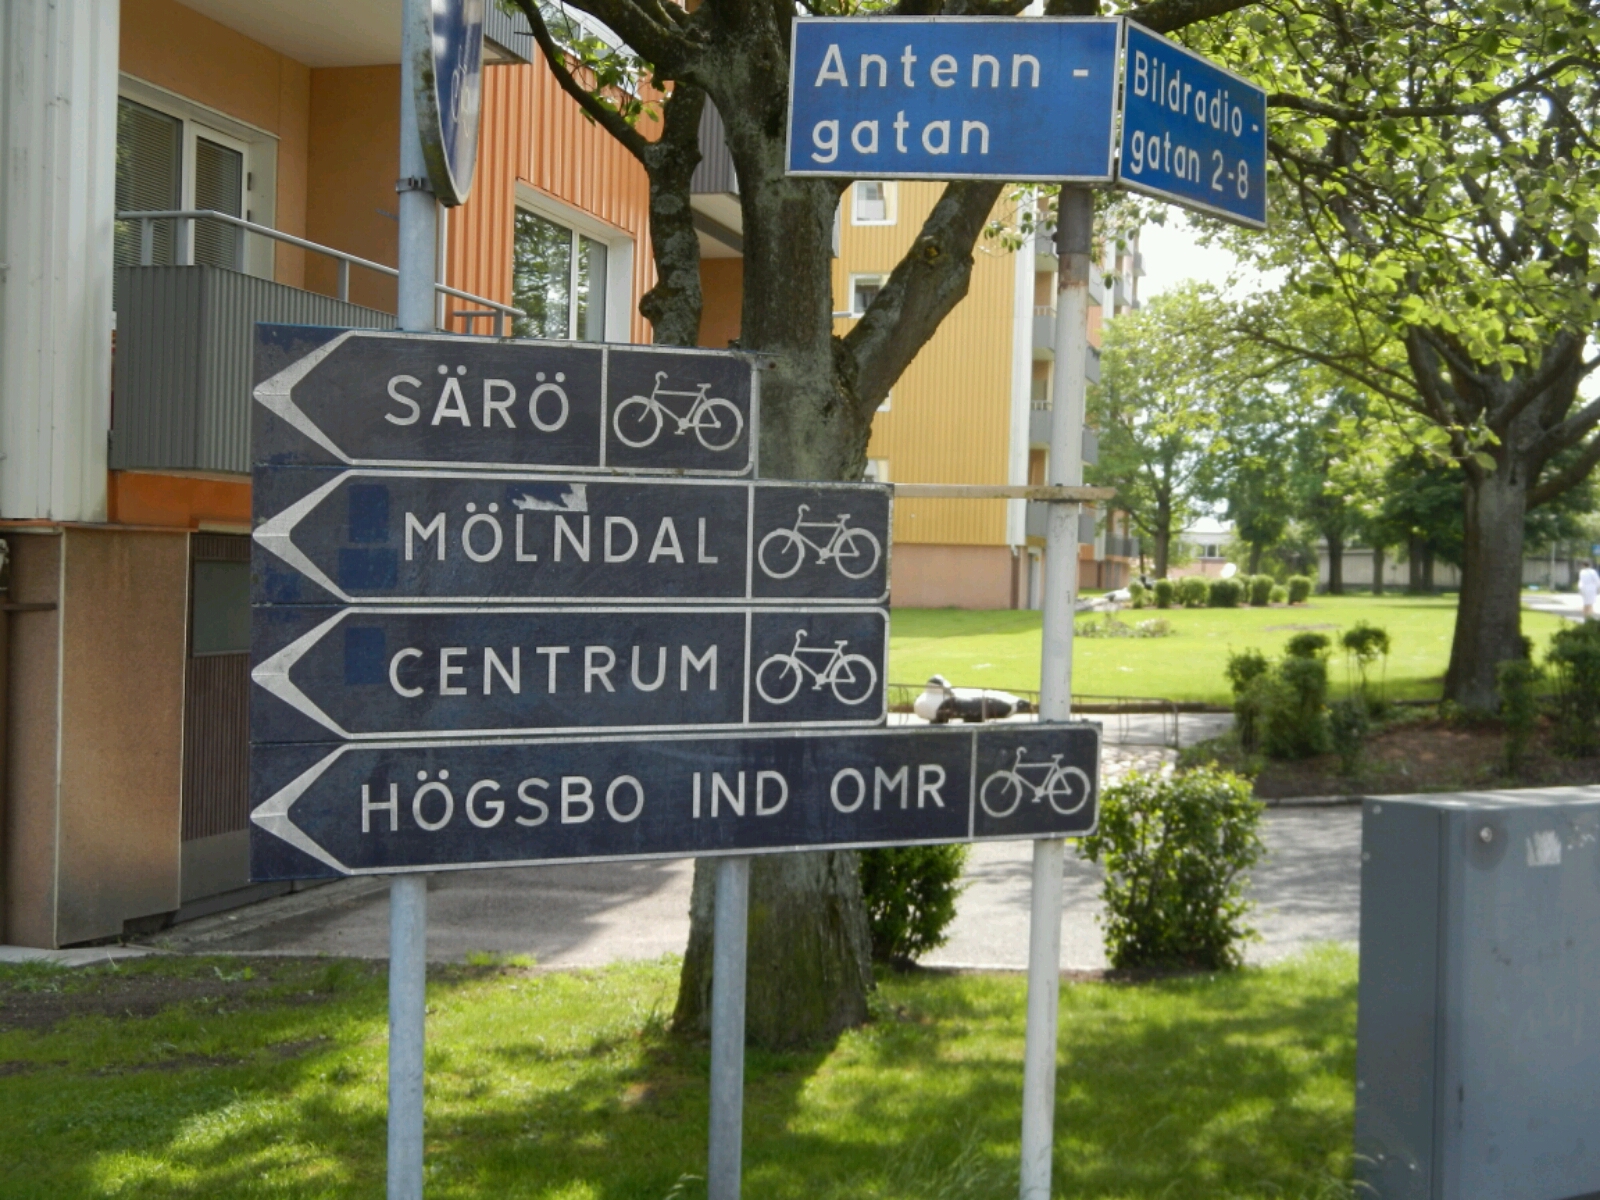 Antenn-
gatan
Bildradio-
gatan 2-8
SÄRÖ
MÖLNDAL
CENTRUM
HÖGSBO IND OMR